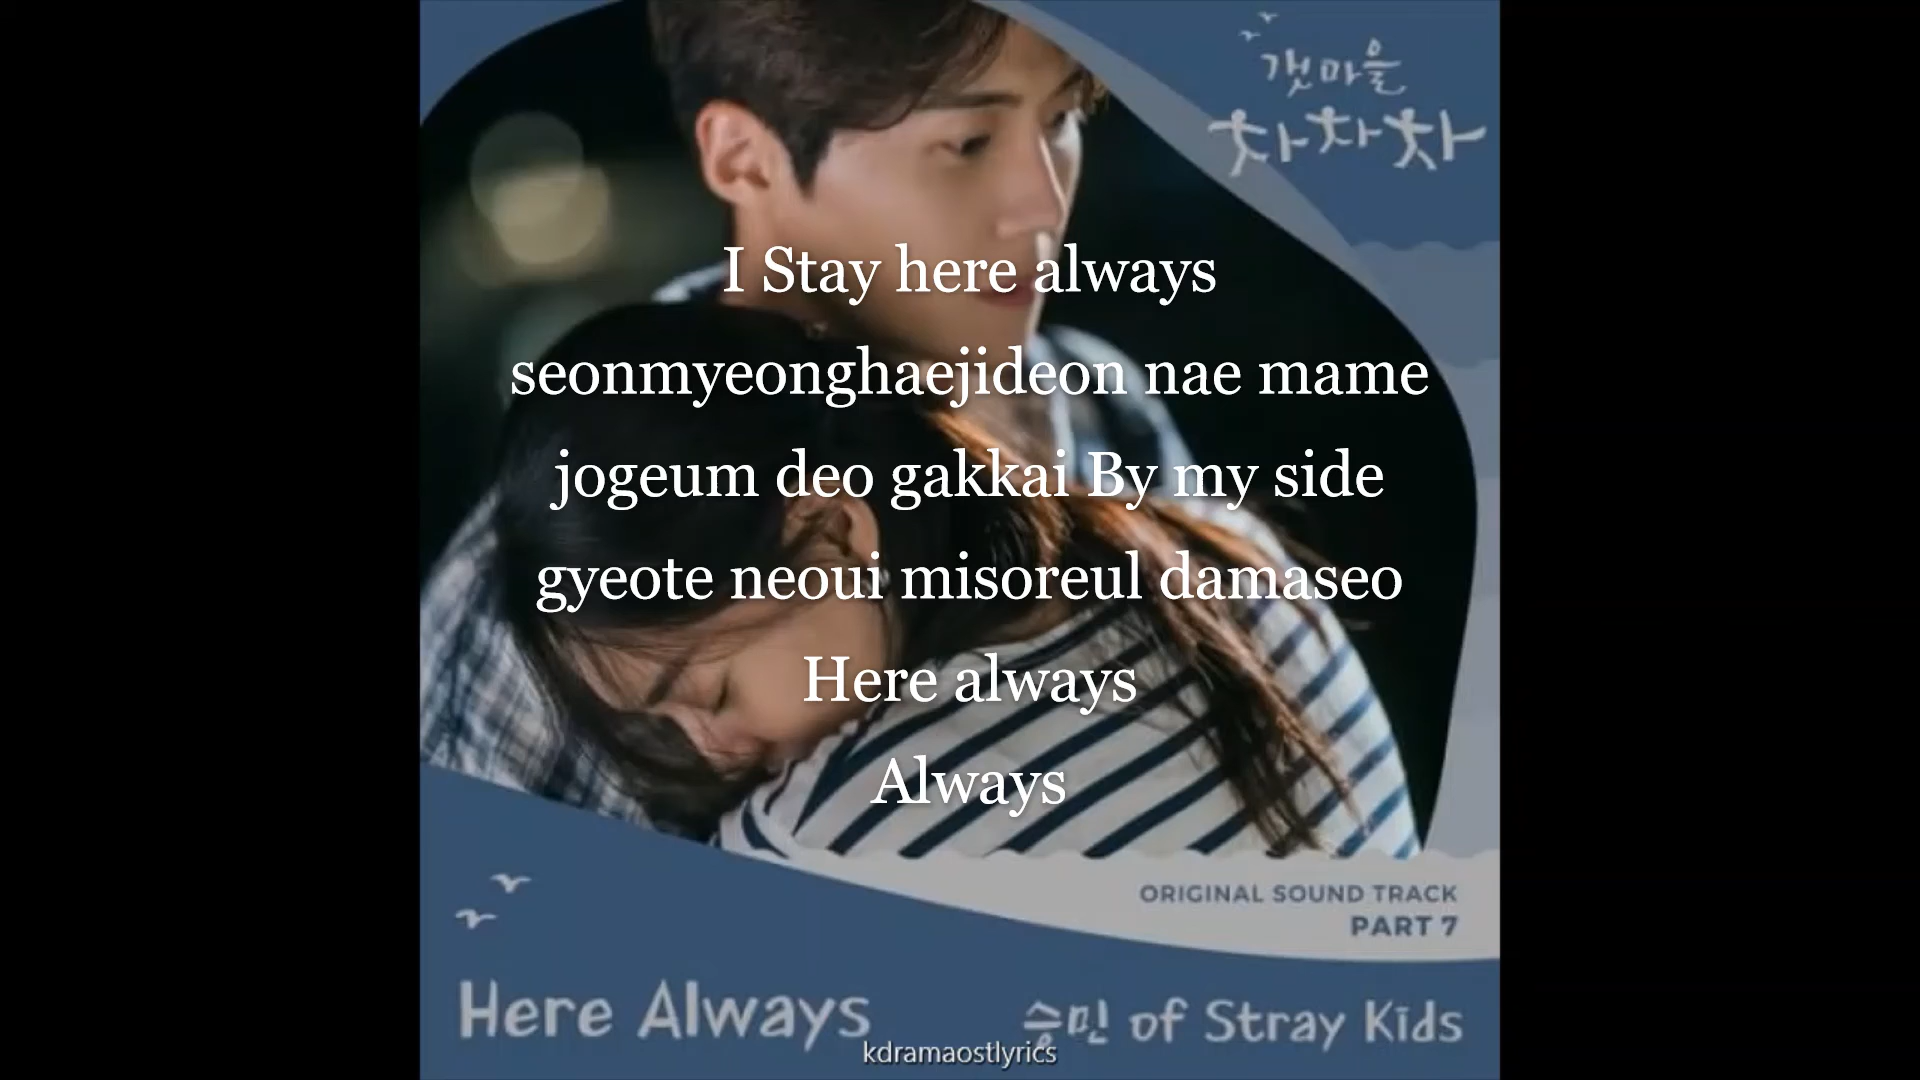 갯마을
차차차
I Stay here always
seonmyeonghaejideon nae mame
jogeum deo gakkai By my side
gyeote neoui misoreul damaseo
Here always
Always
ORIGINAL SOUND TRACK
PART 7
Here Always
승민 of Stray Kids
kdramaostlyrics